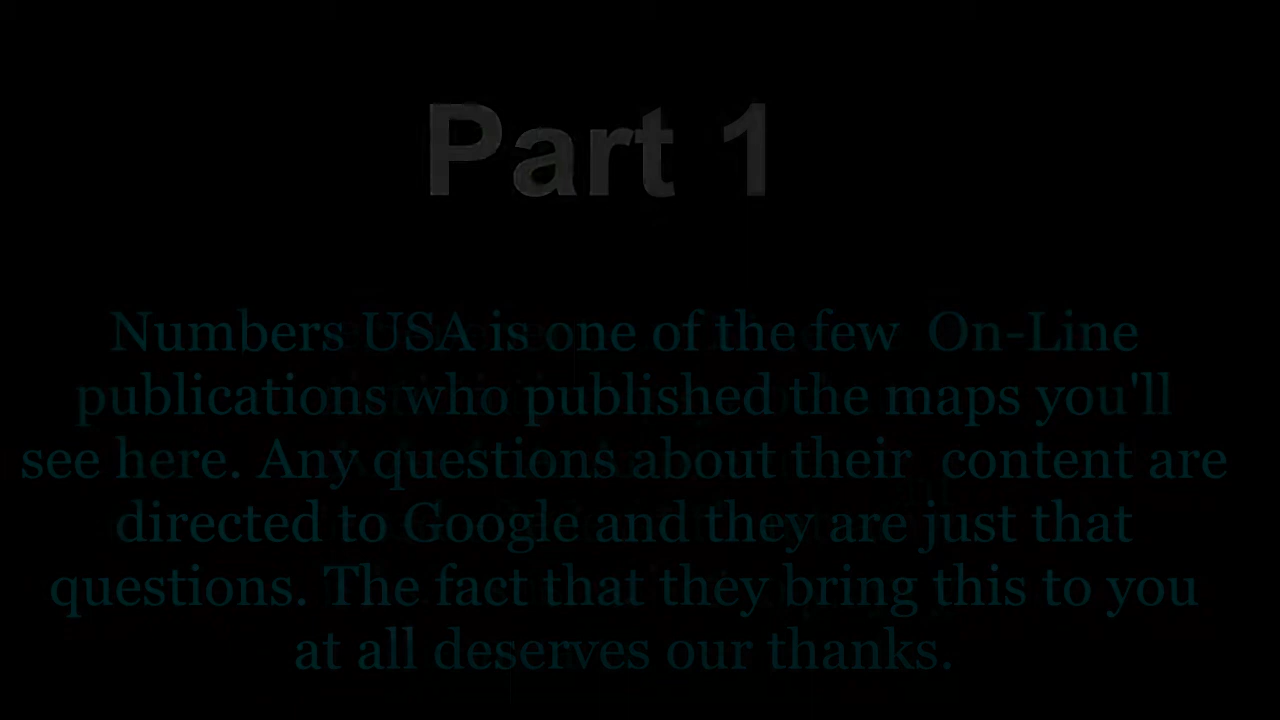 Part 1
Numbers USA is one of the few On-Line
publications who published the maps you'll
see here. Any questions about their content are
directed to Google and they are just that
questions. The fact that they bring this to you
at all deserves our thanks.